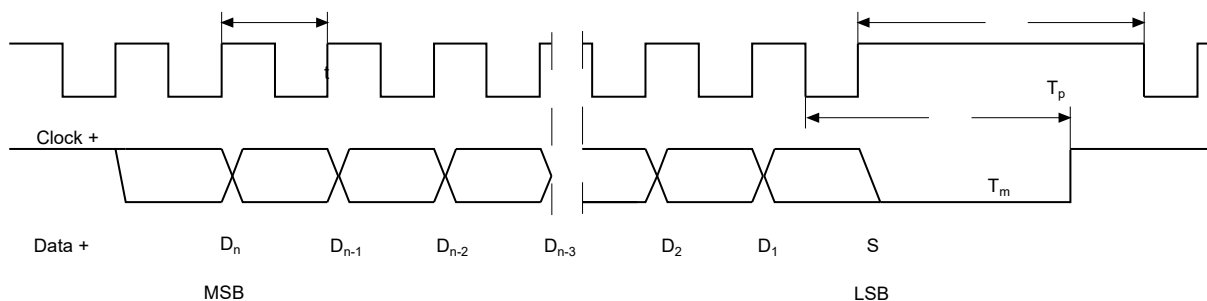 t
T_p
Clock +
T_m
Data + D_n D_n-1 D_n-2 D_n-3 D_2 D_1 S
MSB LSB